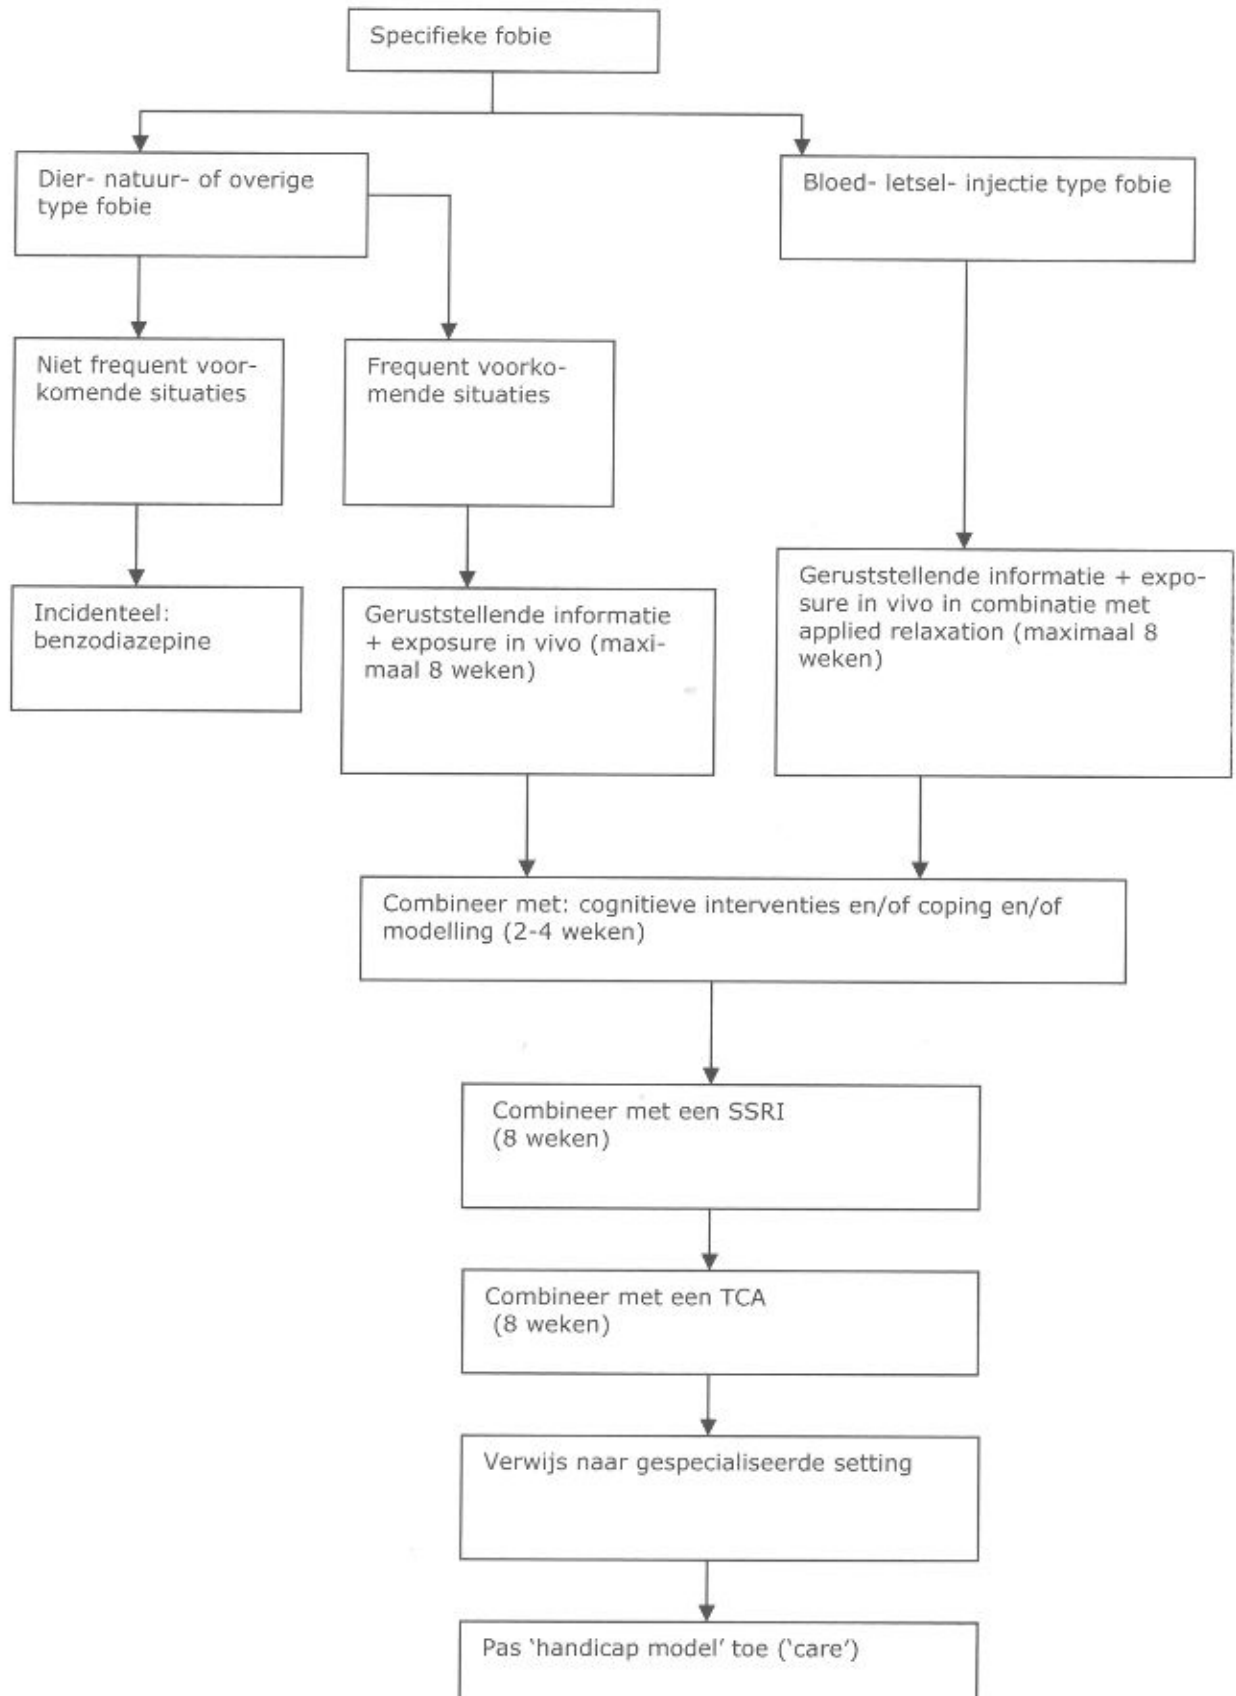 Specifieke fobie
Dier- natuur- of overige
type fobie
Bloed- letsel- injectie type fobie
Niet frequent voor-
komende situaties
Frequent voorko-
mende situaties
Incidenteel:
benzodiazepine
Geruststellende informatie
+ exposure in vivo (maxi-
maal 8 weken)
Geruststellende informatie + expo-
sure in vivo in combinatie met
applied relaxation (maximaal 8
weken)
Combineer met: cognitieve interventies en/of coping en/of
modelling (2-4 weken)
Combineer met een SSRI
(8 weken)
Combineer met een TCA
(8 weken)
Verwijs naar gespecialiseerde setting
Pas ‘handicap model’ toe (‘care’)